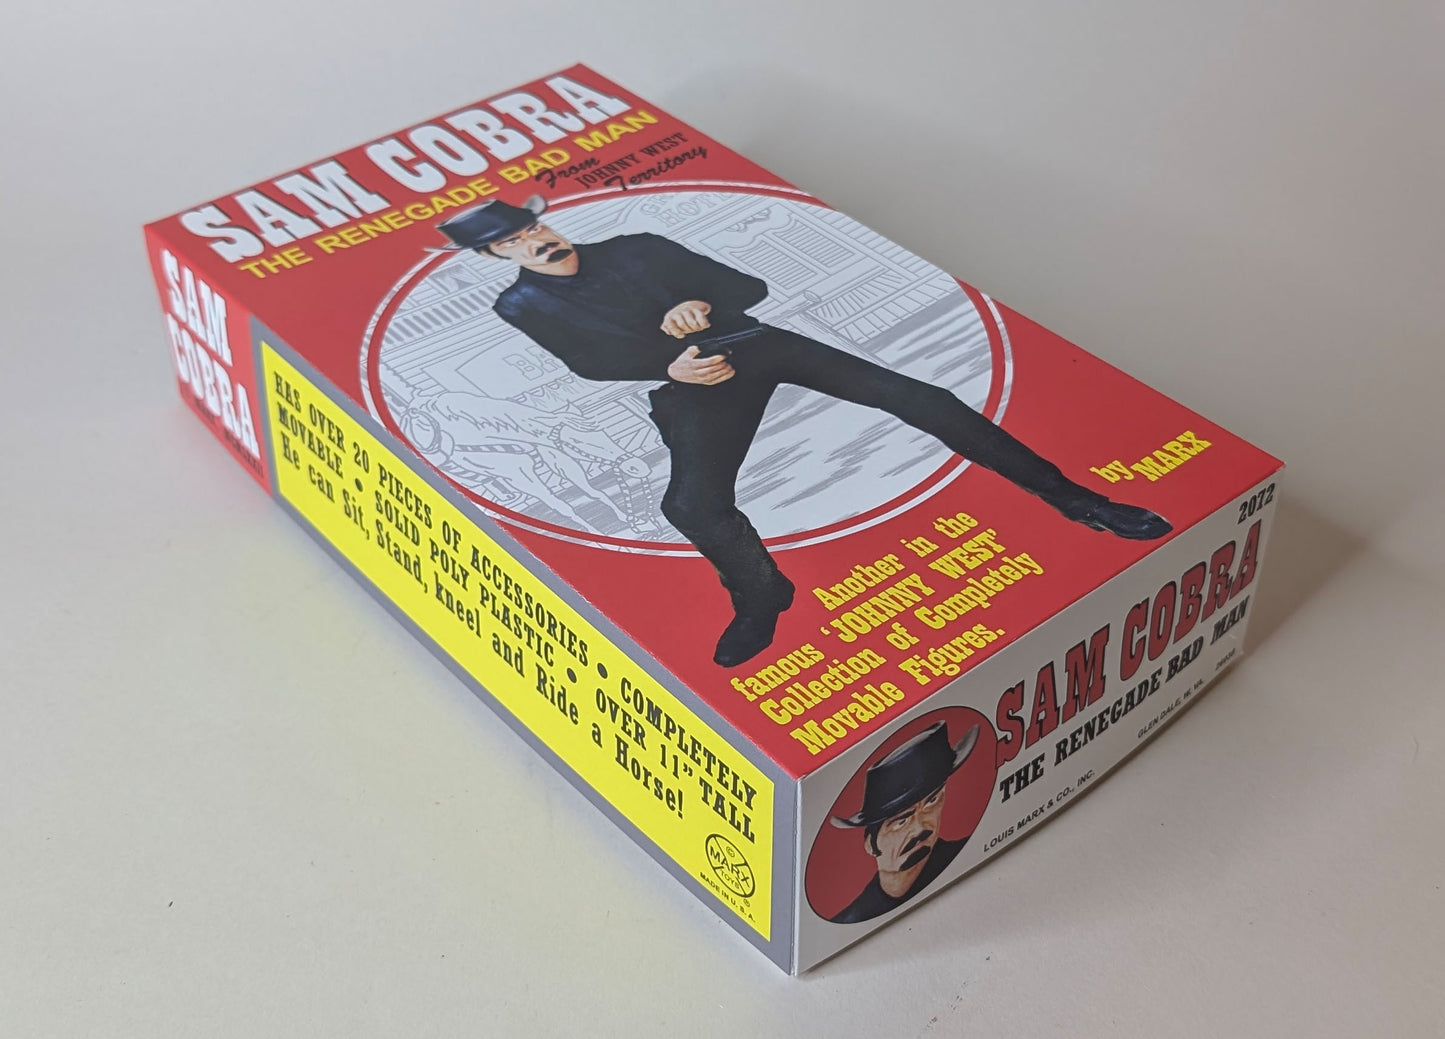 SAM COBRA
THE RENEGADE BAD MAN
From
JOHNNY WEST
Territory
HOTEL
by MARX
Another in the
famous 'JOHNNY WEST'
Collection of Completely
Movable Figures.
SAM
COBRA
HAS OVER 20 PIECES OF ACCESSORIES • COMPLETELY
MOVABLE • SOLID POLY PLASTIC • OVER 11" TALL
He can Sit, Stand, Kneel and Ride a Horse!
©
MARX
TOYS
®
MADE IN U.S.A.
2072
SAM COBRA
THE RENEGADE BAD MAN
LOUIS MARX & CO., INC.
GLEN DALE, W. VA.